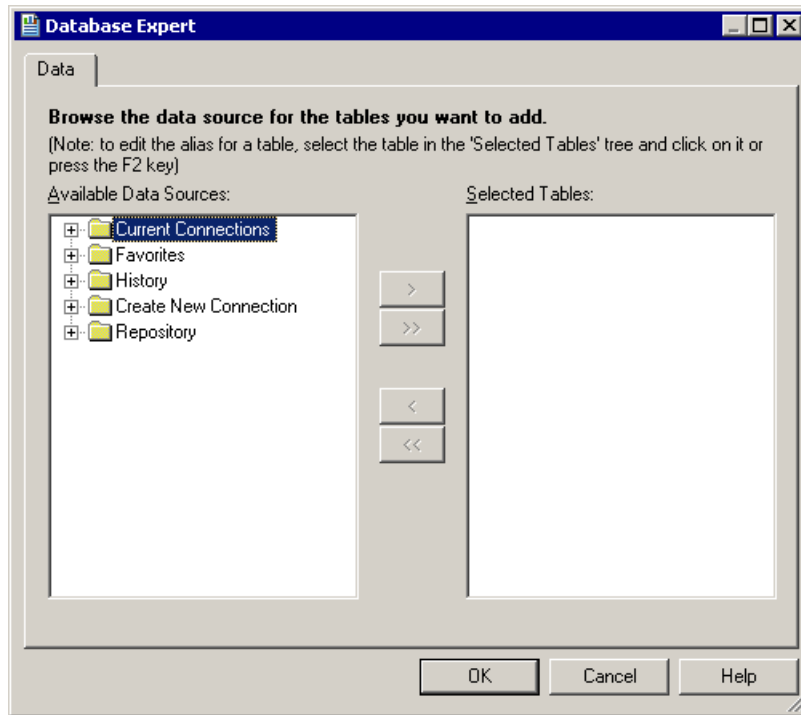 Database Expert
Data
Browse the data source for the tables you want to add.
(Note: to edit the alias for a table, select the table in the 'Selected Tables' tree and click on it or
press the F2 key)
Available Data Sources:
Selected Tables:
Current Connections
Favorites
History
Create New Connection
Repository
>
>>
<
<<
OK
Cancel
Help